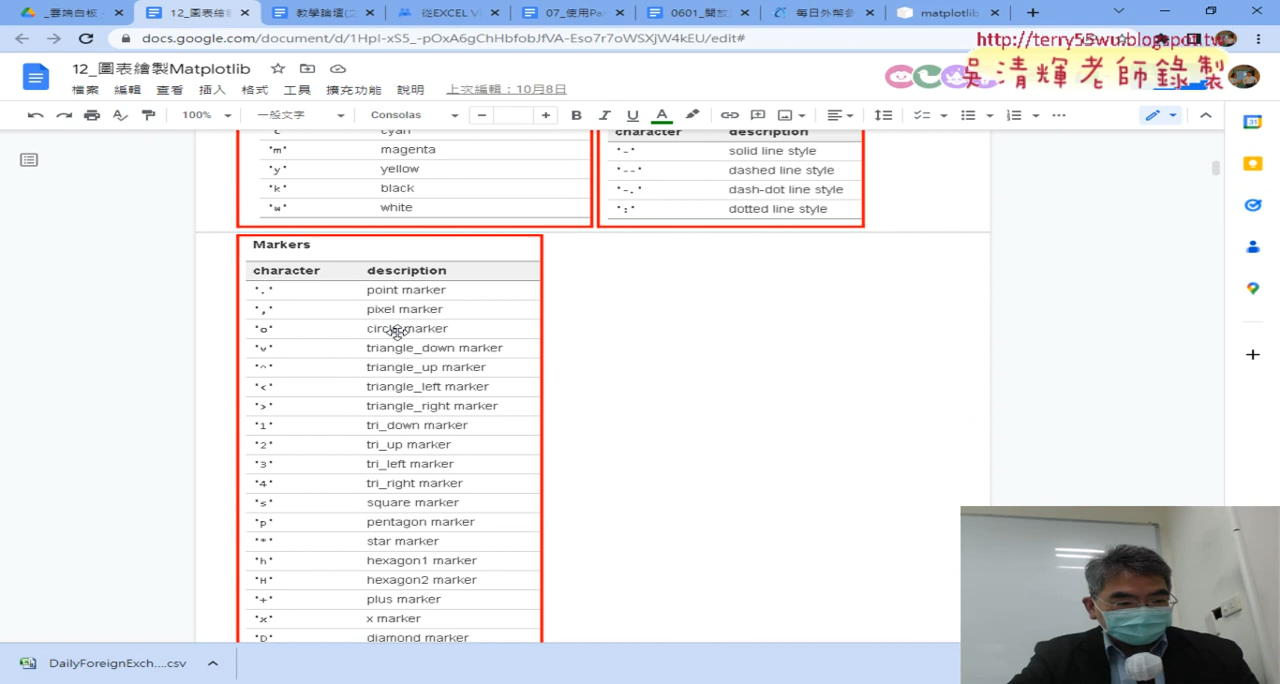 _雲端白板
12_圖表繪
教學論壇(之
從EXCEL V
07_使用Pa
0601_開放
每日外幣參
matplotlib
docs.google.com/document/d/1HpI-xS5_-pOxA6gChHbfobJfVA-Eso7r7oWSXjW4kEU/edit#
http://terry55wu.blogspot.tw
吳清輝老師錄製
12_圖表繪製Matplotlib
檔案 編輯 查看 插入 格式 工具 擴充功能 說明 上次編輯：10月8日
100% 一般文字 Consolas − + B I U A
'c' cyan
'm' magenta
'y' yellow
'k' black
'w' white
character description
'-' solid line style
'--' dashed line style
'-.' dash-dot line style
':' dotted line style
Markers
character description
'.' point marker
',' pixel marker
'o' circle marker
'v' triangle_down marker
'^' triangle_up marker
'<' triangle_left marker
'>' triangle_right marker
'1' tri_down marker
'2' tri_up marker
'3' tri_left marker
'4' tri_right marker
's' square marker
'p' pentagon marker
'*' star marker
'h' hexagon1 marker
'H' hexagon2 marker
'+' plus marker
'x' x marker
'D' diamond marker
DailyForeignExch....csv